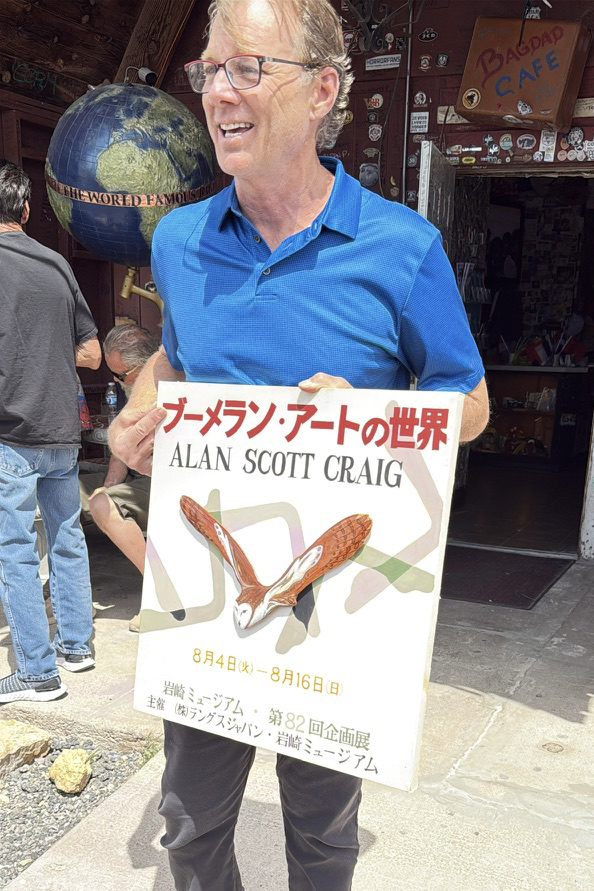 BAGDAD
CAFE
HORRORFANS
THE WORLD FAMOUS
ブーメラン・アートの世界
ALAN SCOTT CRAIG
8月4日(火)—8月16日(日)
岩崎ミュージアム・第82回企画展
主催 (株)ラングスジャパン・岩崎ミュージアム